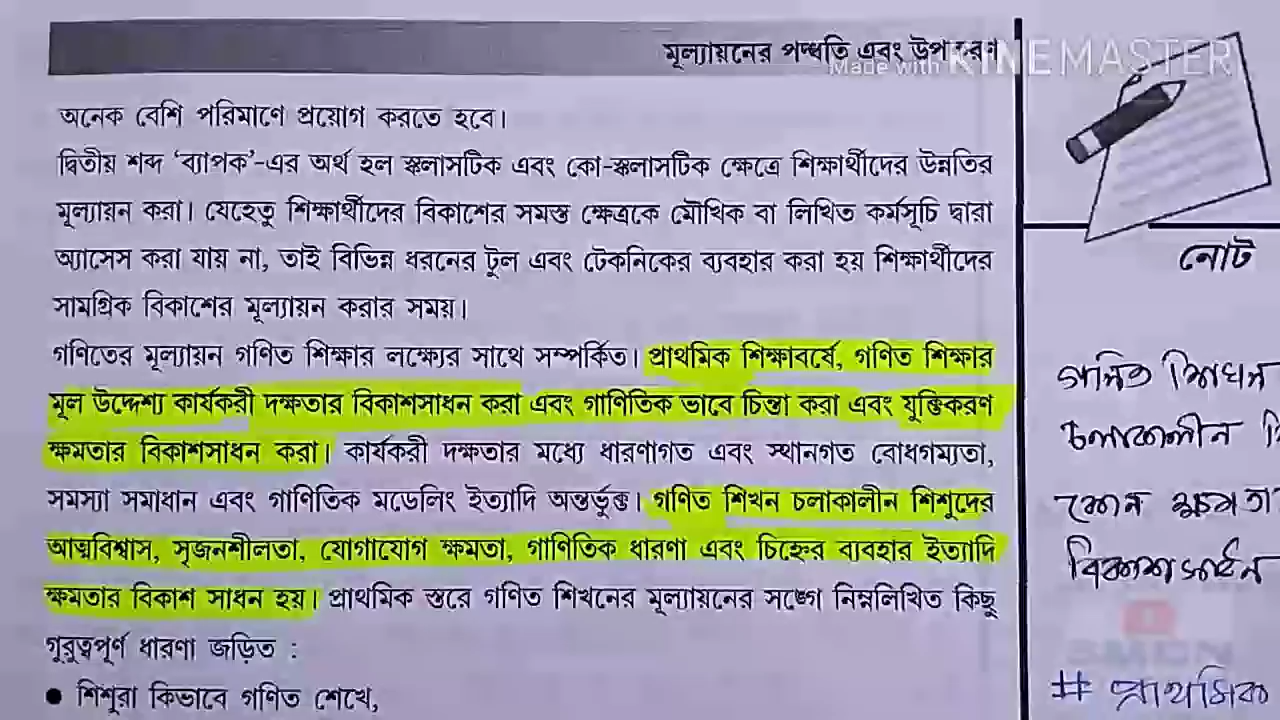 মূল্যায়নের পদ্ধতি এবং উপকরণ
Made with KINEMASTER
অনেক বেশি পরিমাণে প্রয়োগ করতে হবে।
দ্বিতীয় শব্দ ‘ব্যাপক’-এর অর্থ হল স্কলাসটিক এবং কো-স্কলাসটিক ক্ষেত্রে শিক্ষার্থীদের উন্নতির
মূল্যায়ন করা। যেহেতু শিক্ষার্থীদের বিকাশের সমস্ত ক্ষেত্রকে মৌখিক বা লিখিত কর্মসূচি দ্বারা
অ্যাসেস করা যায় না, তাই বিভিন্ন ধরনের টুল এবং টেকনিকের ব্যবহার করা হয় শিক্ষার্থীদের
সামগ্রিক বিকাশের মূল্যায়ন করার সময়।
গণিতের মূল্যায়ন গণিত শিক্ষার লক্ষ্যের সাথে সম্পর্কিত। প্রাথমিক শিক্ষাবর্ষে, গণিত শিক্ষার
মূল উদ্দেশ্য কার্যকরী দক্ষতার বিকাশসাধন করা এবং গাণিতিক ভাবে চিন্তা করা এবং যুক্তিকরণ
ক্ষমতার বিকাশসাধন করা। কার্যকরী দক্ষতার মধ্যে ধারণাগত এবং স্থানগত বোধগম্যতা,
সমস্যা সমাধান এবং গাণিতিক মডেলিং ইত্যাদি অন্তর্ভুক্ত। গণিত শিখন চলাকালীন শিশুদের
আত্মবিশ্বাস, সৃজনশীলতা, যোগাযোগ ক্ষমতা, গাণিতিক ধারণা এবং চিহ্নের ব্যবহার ইত্যাদি
ক্ষমতার বিকাশ সাধন হয়। প্রাথমিক স্তরে গণিত শিখনের মূল্যায়নের সঙ্গে নিম্নলিখিত কিছু
গুরুত্বপূর্ণ ধারণা জড়িত :
● শিশুরা কিভাবে গণিত শেখে,
নোট
গণিত শিখন
চলাকালীন
কোন ক্ষমতা
বিকাশসাধন
# প্রাথমিক